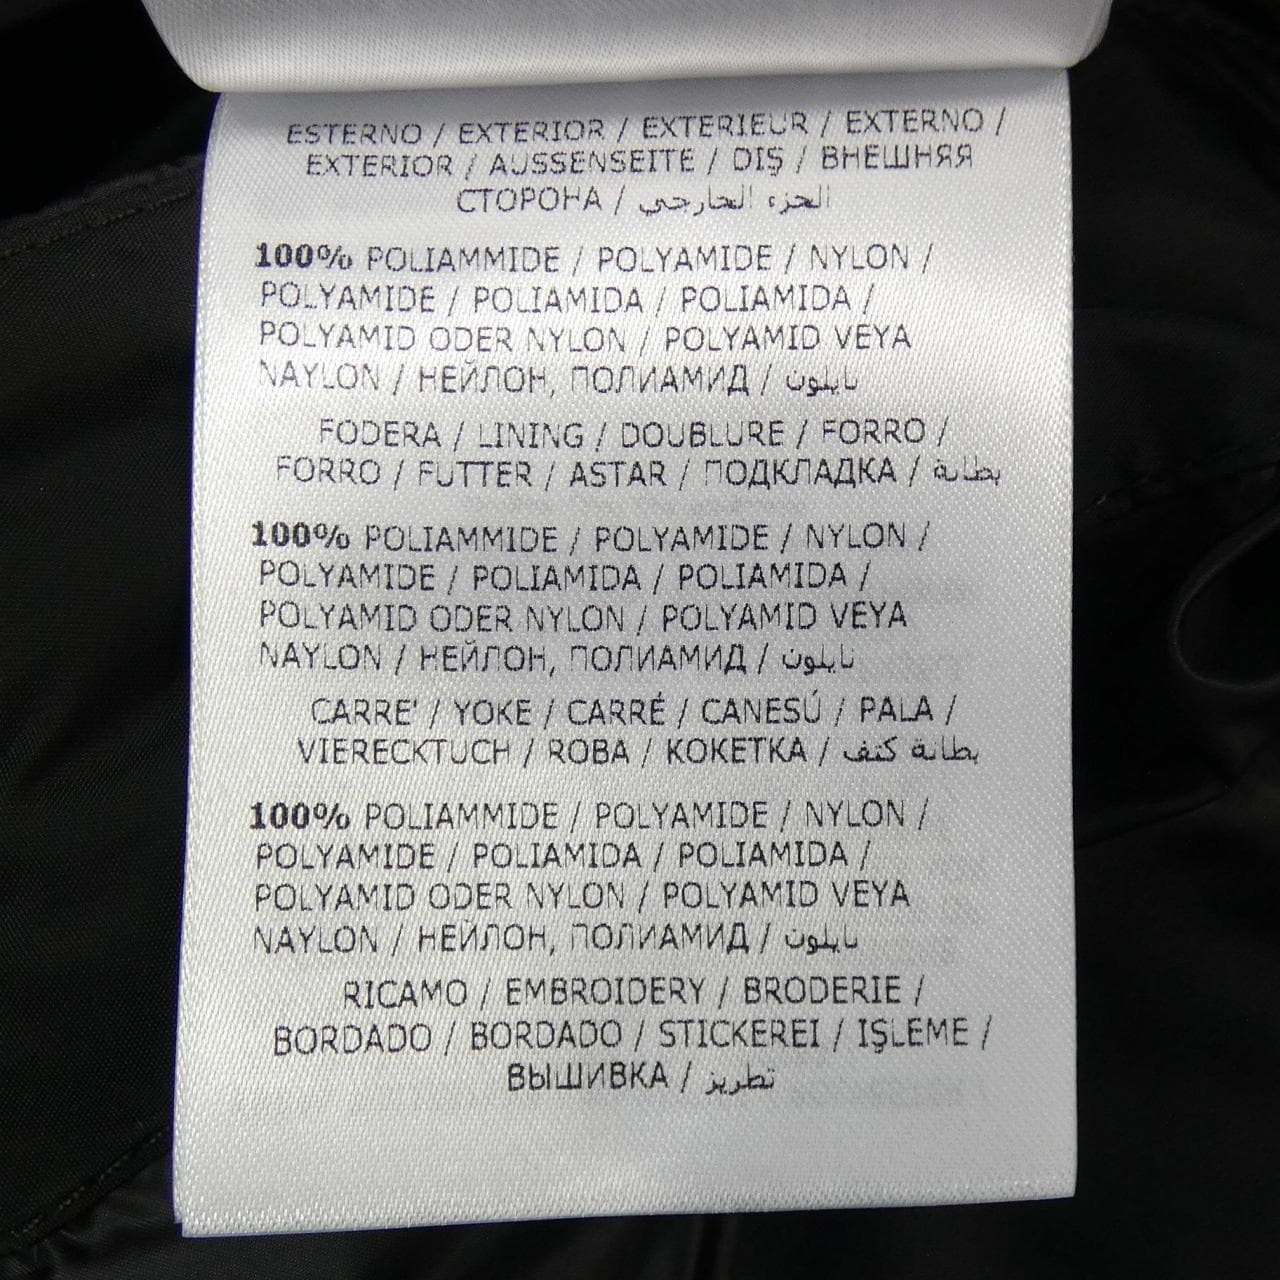 ESTERNO / EXTERIOR / EXTERIEUR / EXTERNO /
EXTERIOR / AUSSENSEITE / DIŞ / ВНЕШНЯЯ
СТОРОНА / الجزء الخارجي
100% POLIAMMIDE / POLYAMIDE / NYLON /
POLYAMIDE / POLIAMIDA / POLIAMIDA /
POLYAMID ODER NYLON / POLYAMID VEYA
NAYLON / НЕЙЛОН, ПОЛИАМИД / نايلون
FODERA / LINING / DOUBLURE / FORRO /
FORRO / FUTTER / ASTAR / ПОДКЛАДКА / بطانة
100% POLIAMMIDE / POLYAMIDE / NYLON /
POLYAMIDE / POLIAMIDA / POLIAMIDA /
POLYAMID ODER NYLON / POLYAMID VEYA
NAYLON / НЕЙЛОН, ПОЛИАМИД / نايلون
CARRE' / YOKE / CARRÉ / CANESÚ / PALA /
VIERECKTUCH / ROBA / КОКЕТКА / بطانة كتف
100% POLIAMMIDE / POLYAMIDE / NYLON /
POLYAMIDE / POLIAMIDA / POLIAMIDA /
POLYAMID ODER NYLON / POLYAMID VEYA
NAYLON / НЕЙЛОН, ПОЛИАМИД / نايلون
RICAMO / EMBROIDERY / BRODERIE /
BORDADO / BORDADO / STICKEREI / IŞLEME /
ВЫШИВКА / تطريز